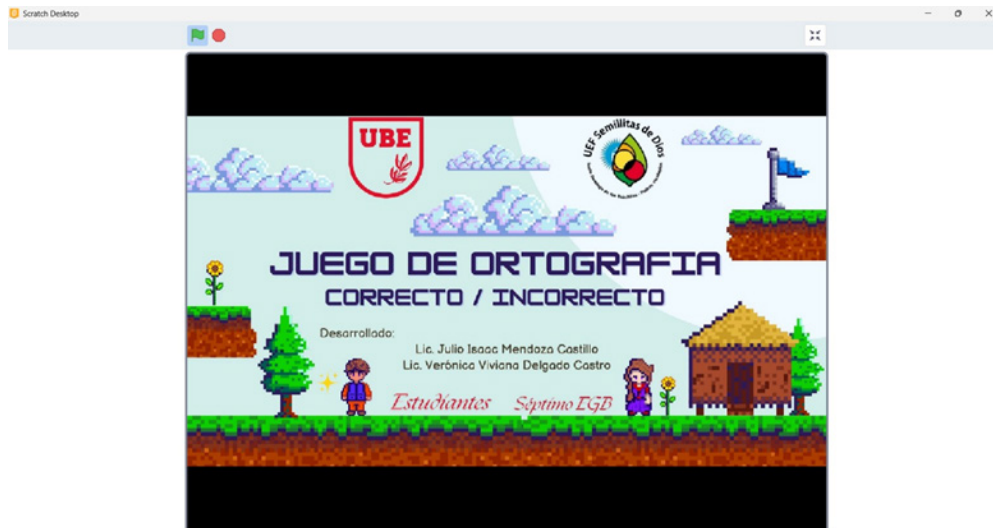 Scratch Desktop
UBE
UEF Semillitas de Dios
JUEGO DE ORTOGRAFIA
CORRECTO / INCORRECTO
Desarrollado:
Lic. Julio Isaac Mendoza Castillo
Lic. Verónica Viviana Delgado Castro
Estudiantes Séptimo EGB